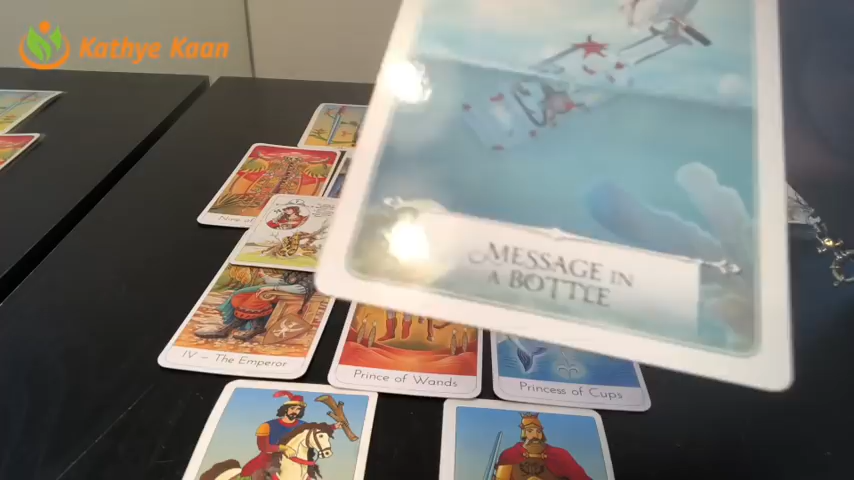 Kathye Kaan
MESSAGE IN
A BOTTLE
IV – The Emperor
Prince of Wands
Princess of Cups